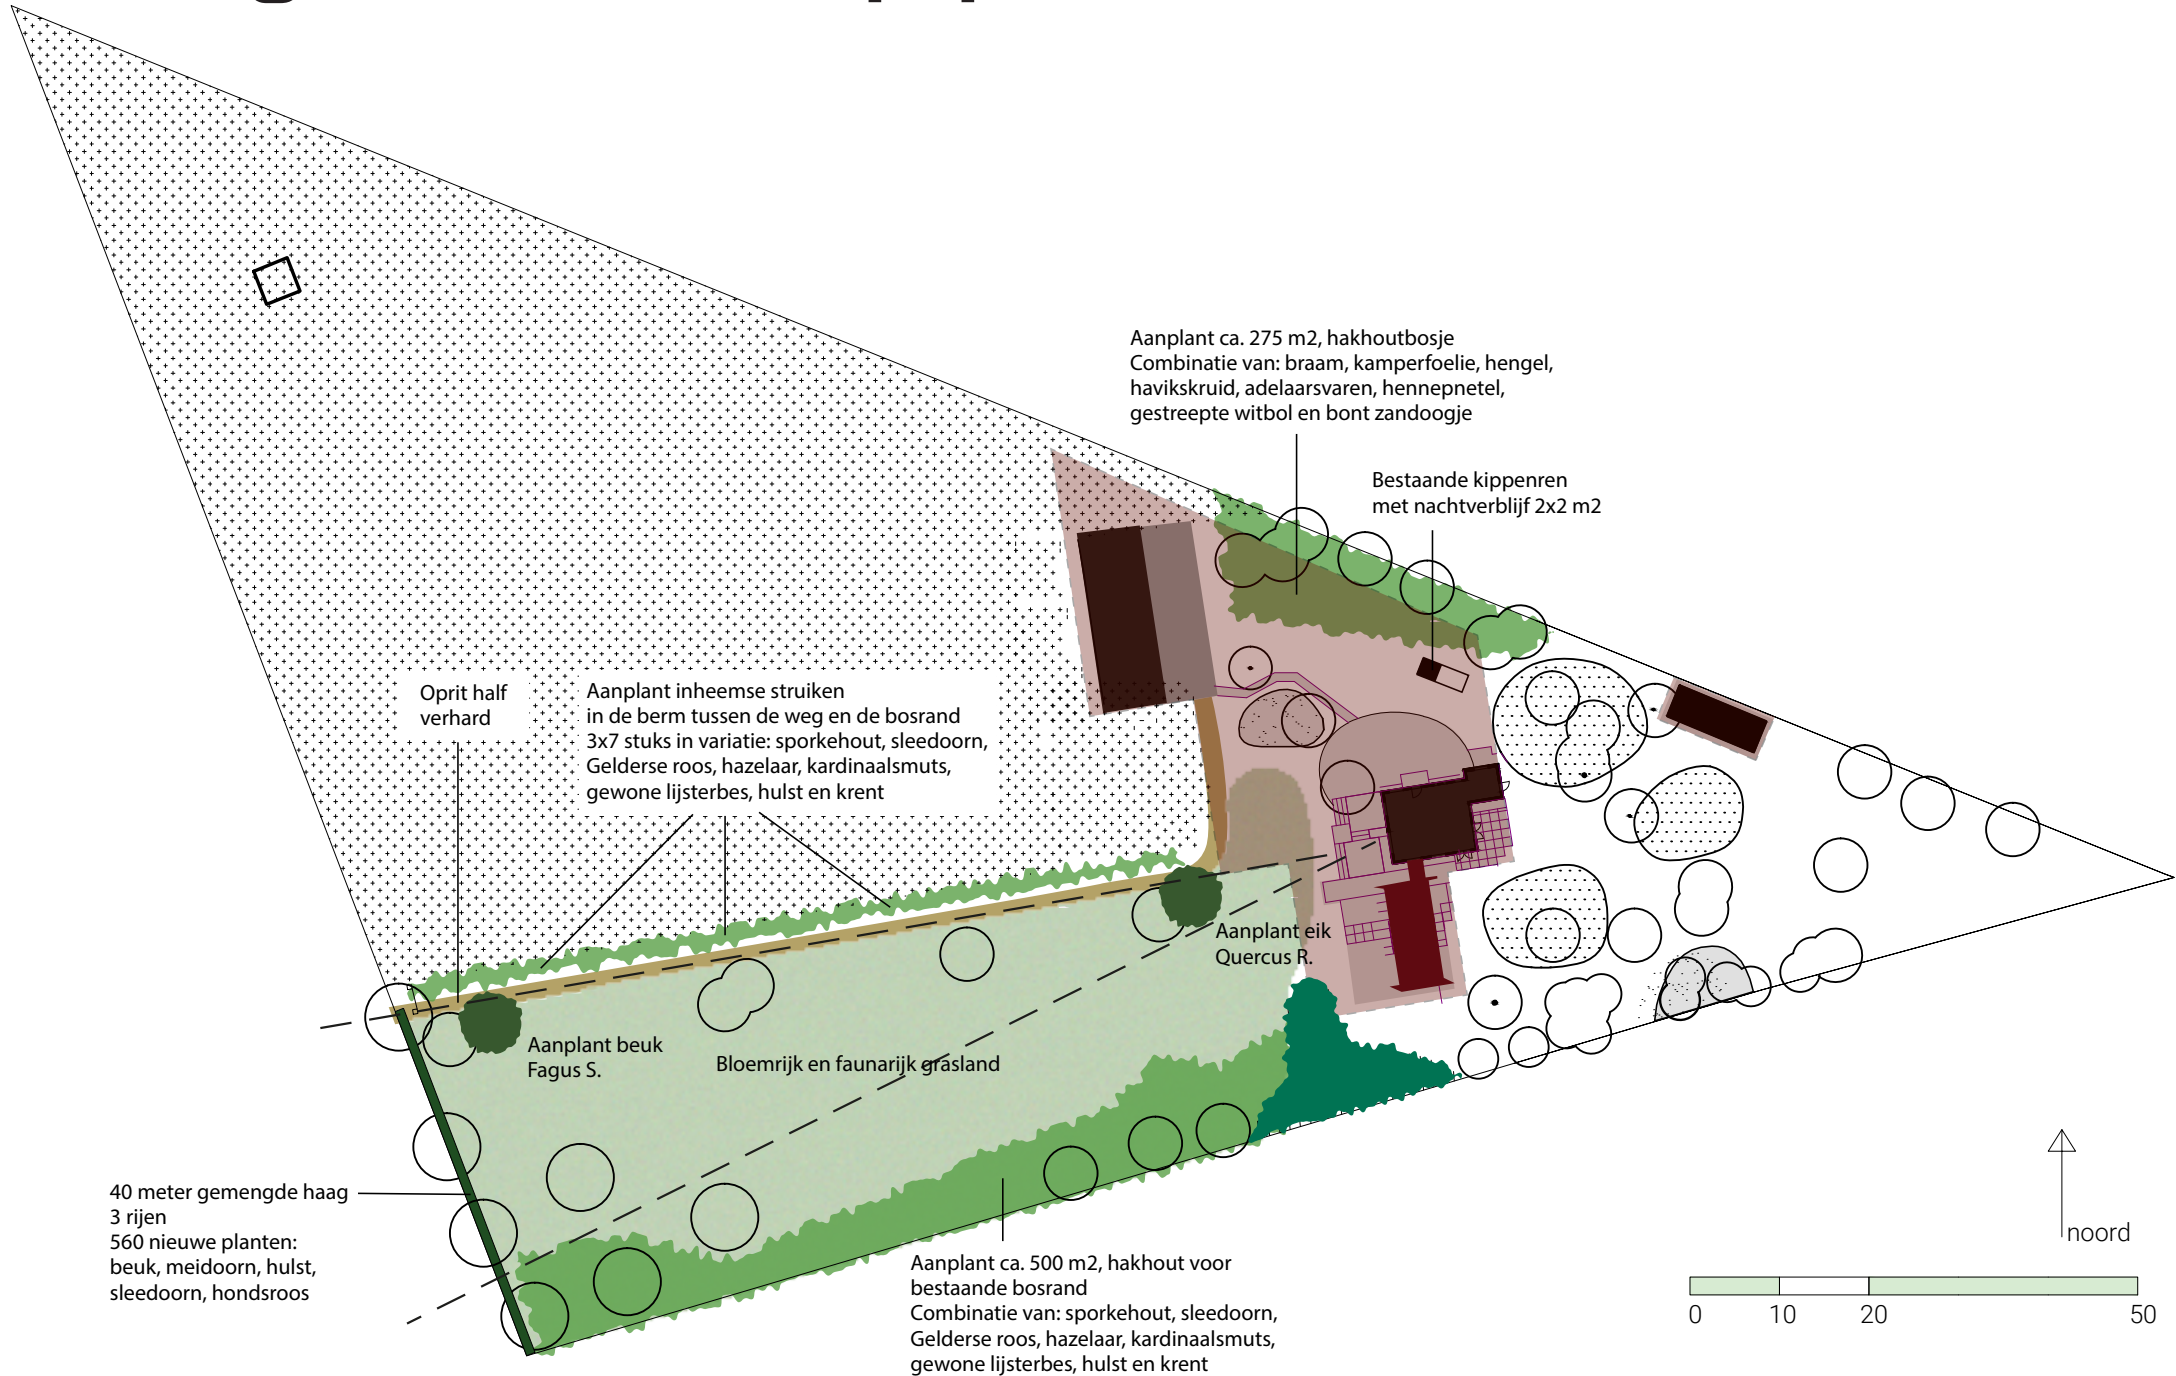 Aanplant ca. 275 m2, hakhoutbosje
Combinatie van: braam, kamperfoelie, hengel,
havikskruid, adelaarsvaren, hennepnetel,
gestreepte witbol en bont zandoogje
Bestaande kippenren
met nachtverblijf 2x2 m2
Oprit half
verhard
Aanplant inheemse struiken
in de berm tussen de weg en de bosrand
3x7 stuks in variatie: sporkehout, sleedoorn,
Gelderse roos, hazelaar, kardinaalsmuts,
gewone lijsterbes, hulst en krent
Aanplant eik
Quercus R.
Aanplant beuk
Fagus S.
Bloemrijk en faunarijk grasland
40 meter gemengde haag
3 rijen
560 nieuwe planten:
beuk, meidoorn, hulst,
sleedoorn, hondsroos
Aanplant ca. 500 m2, hakhout voor
bestaande bosrand
Combinatie van: sporkehout, sleedoorn,
Gelderse roos, hazelaar, kardinaalsmuts,
gewone lijsterbes, hulst en krent
noord
0 10 20 50